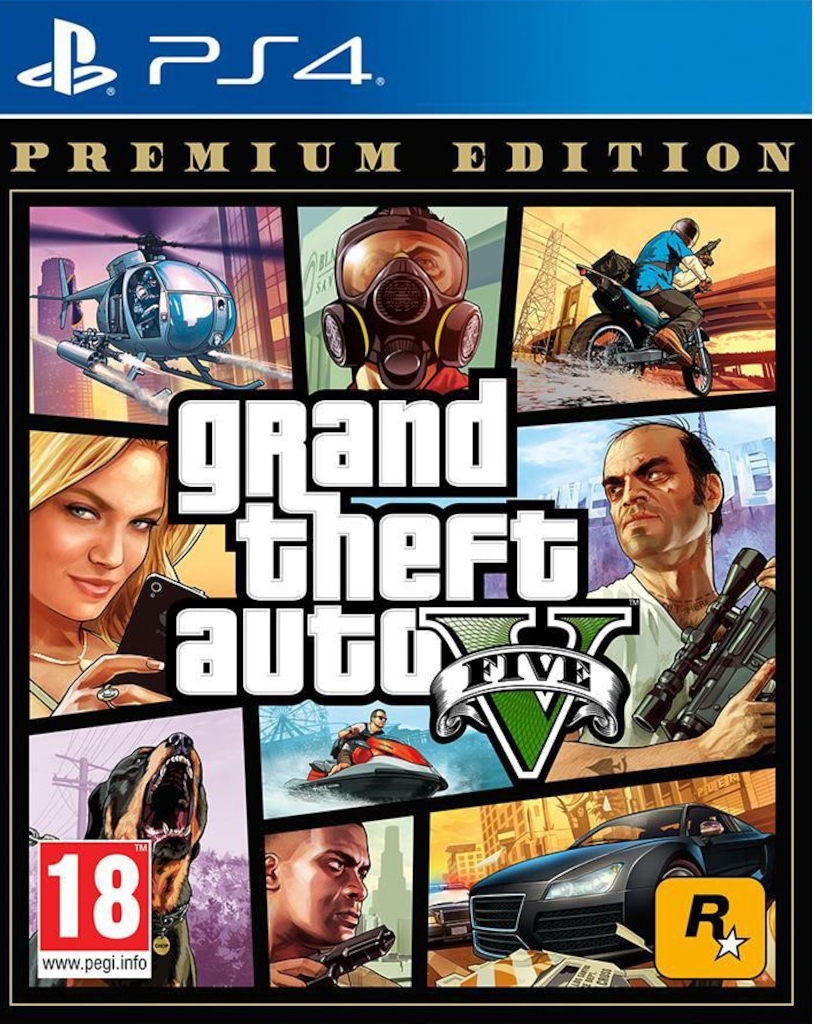 PS4
PREMIUM EDITION
grand
theft
auto V
FIVE
18
www.pegi.info
R